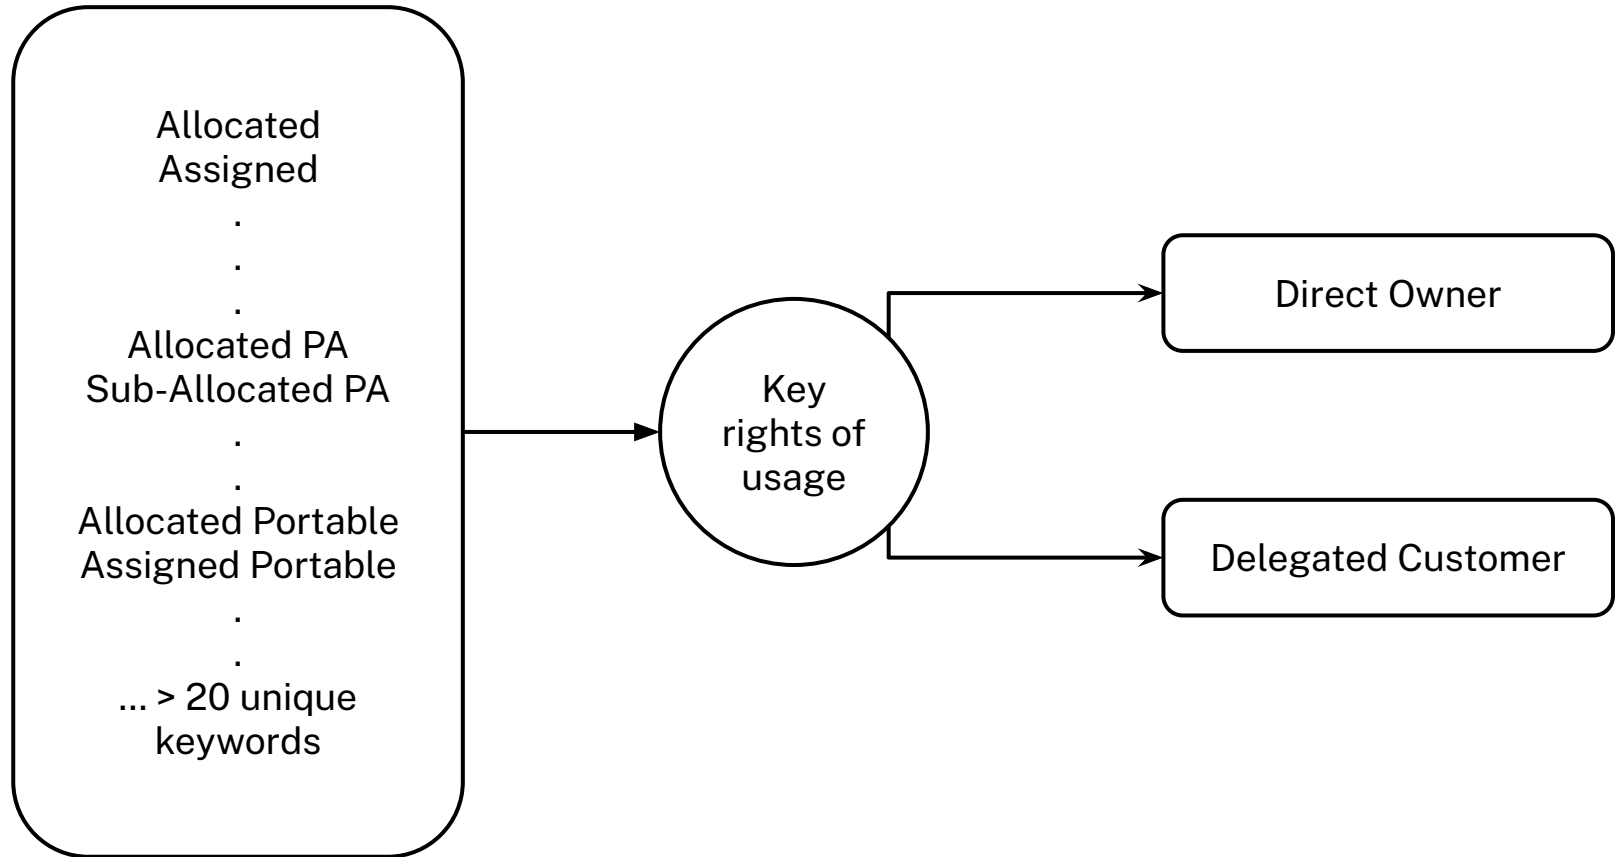 Allocated
Assigned
.
.
.
Allocated PA
Sub-Allocated PA
.
.
Allocated Portable
Assigned Portable
.
.
... > 20 unique
keywords
Key
rights of
usage
Direct Owner
Delegated Customer